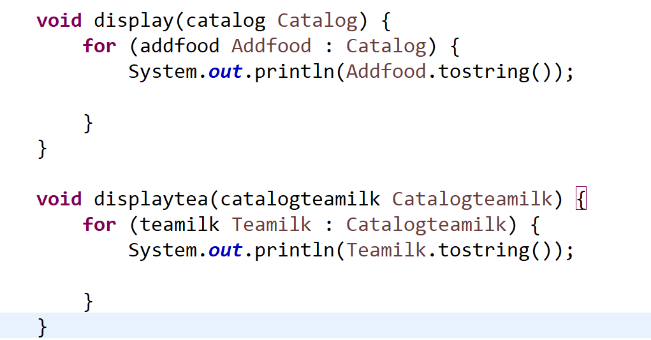 void display(catalog Catalog) {
for (addfood Addfood : Catalog) {
System.out.println(Addfood.tostring());
}
}
void displaytea(catalogteamilk Catalogteamilk) {
for (teamilk Teamilk : Catalogteamilk) {
System.out.println(Teamilk.tostring());
}
}